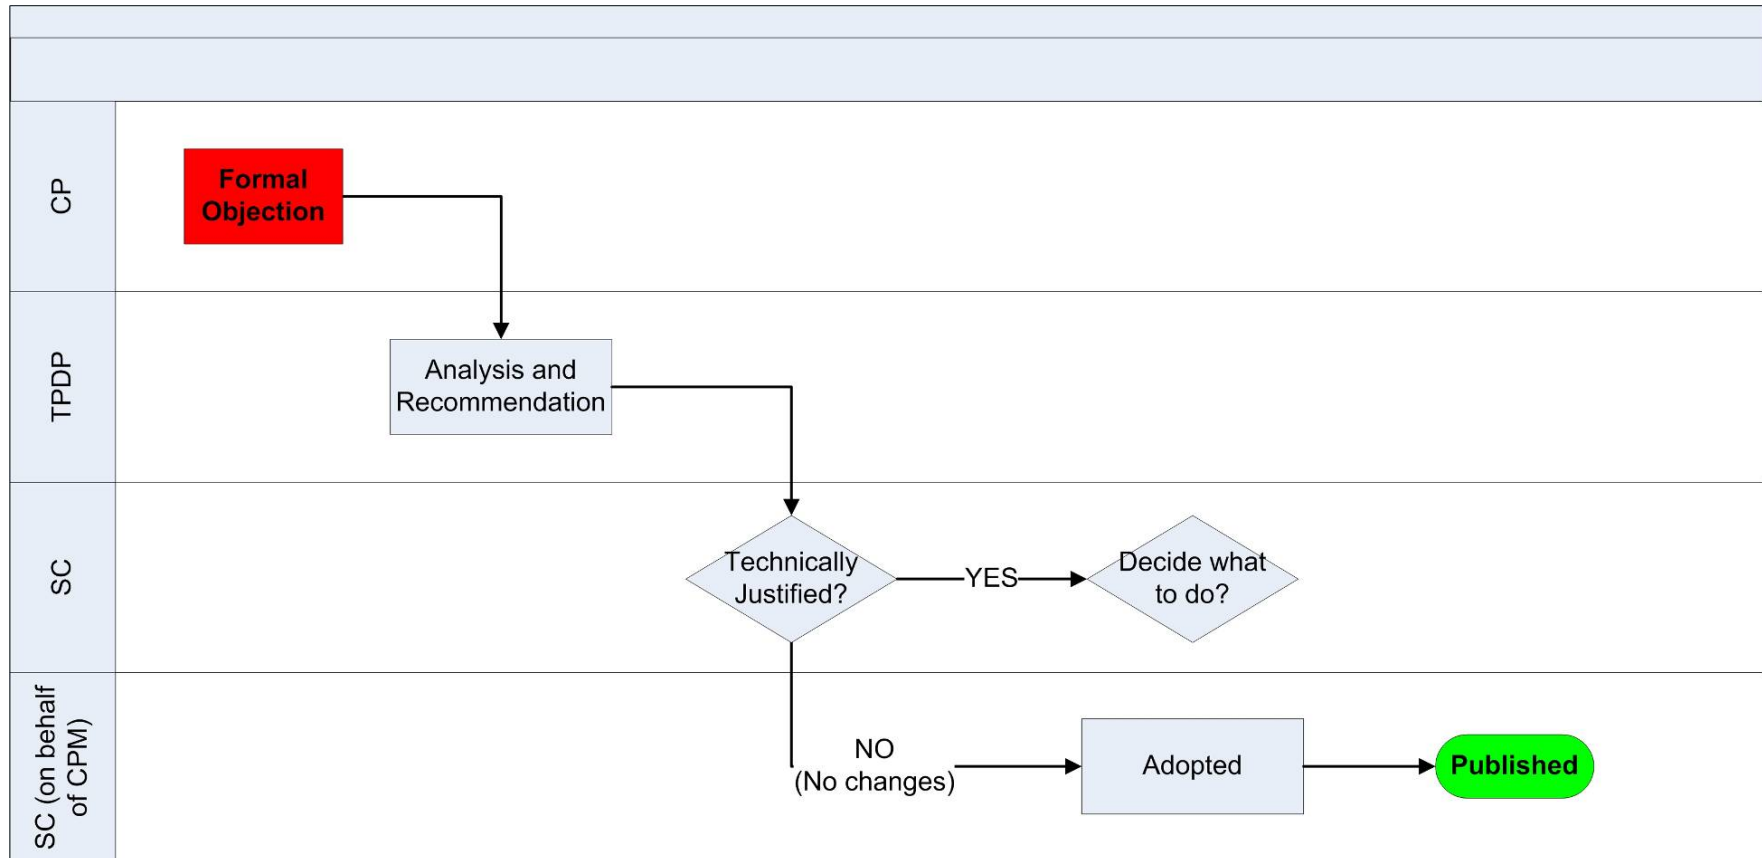 CP
Formal
Objection
TPDP
Analysis and
Recommendation
SC
Technically
Justified?
YES
Decide what
to do?
SC (on behalf
of CPM)
NO
(No changes)
Adopted
Published